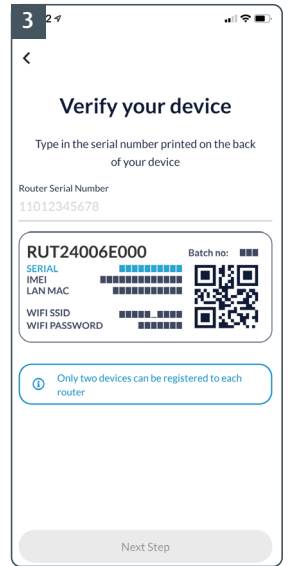 3
2
Verify your device
Type in the serial number printed on the back
of your device
Router Serial Number
11012345678
RUT24006E000 Batch no:
SERIAL
IMEI
LAN MAC
WIFI SSID
WIFI PASSWORD
Only two devices can be registered to each
router
Next Step